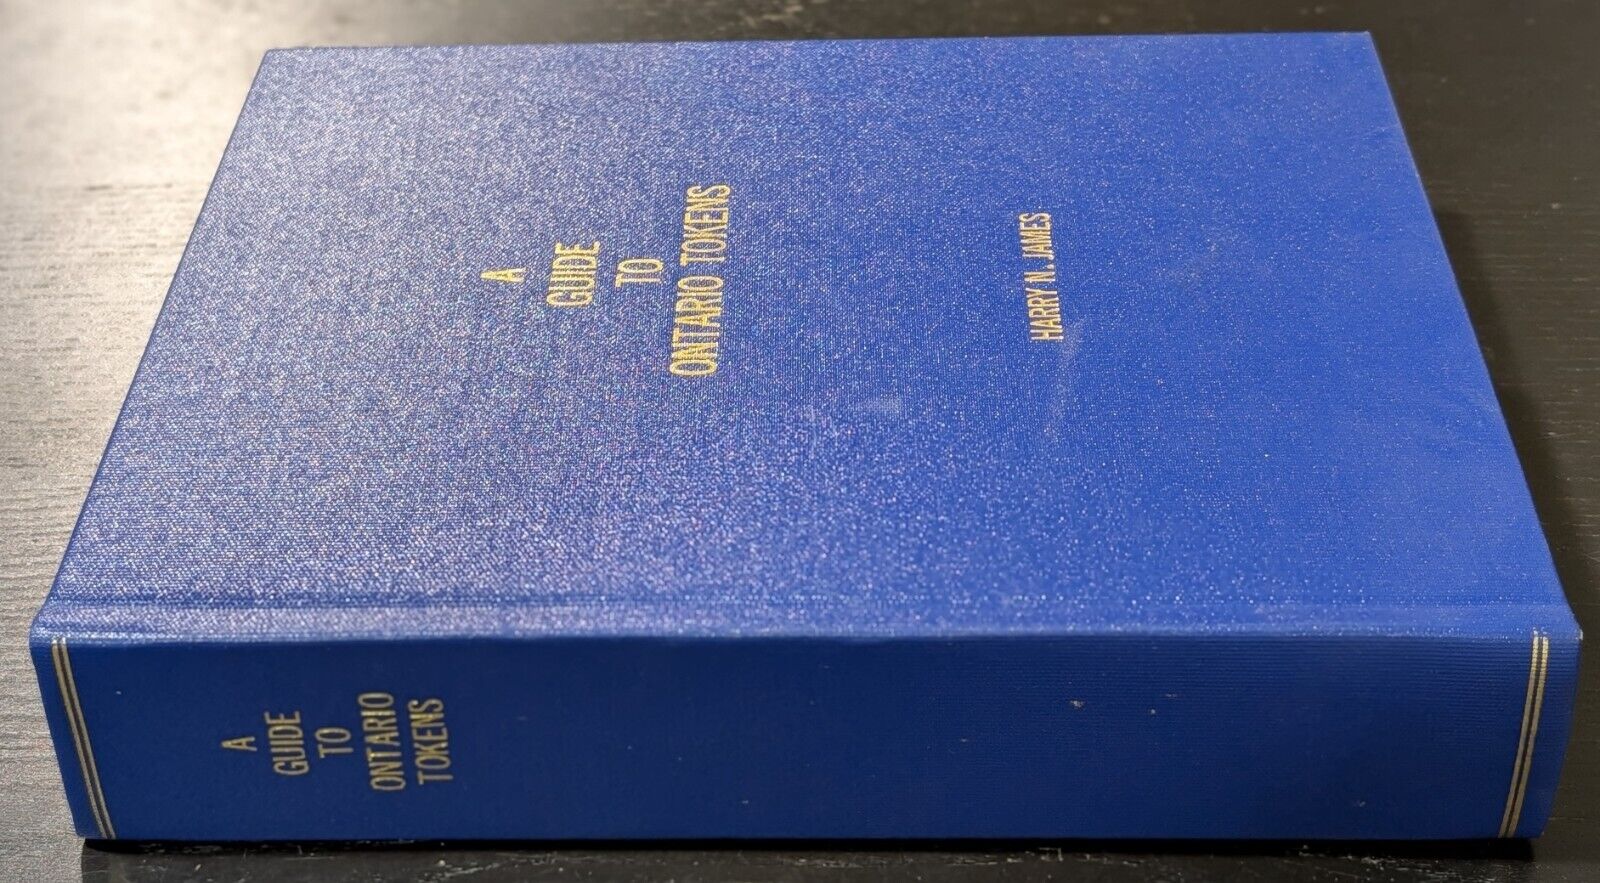 A
GUIDE
TO
ONTARIO TOKENS
HARRY N. JAMES
A
GUIDE
TO
ONTARIO
TOKENS